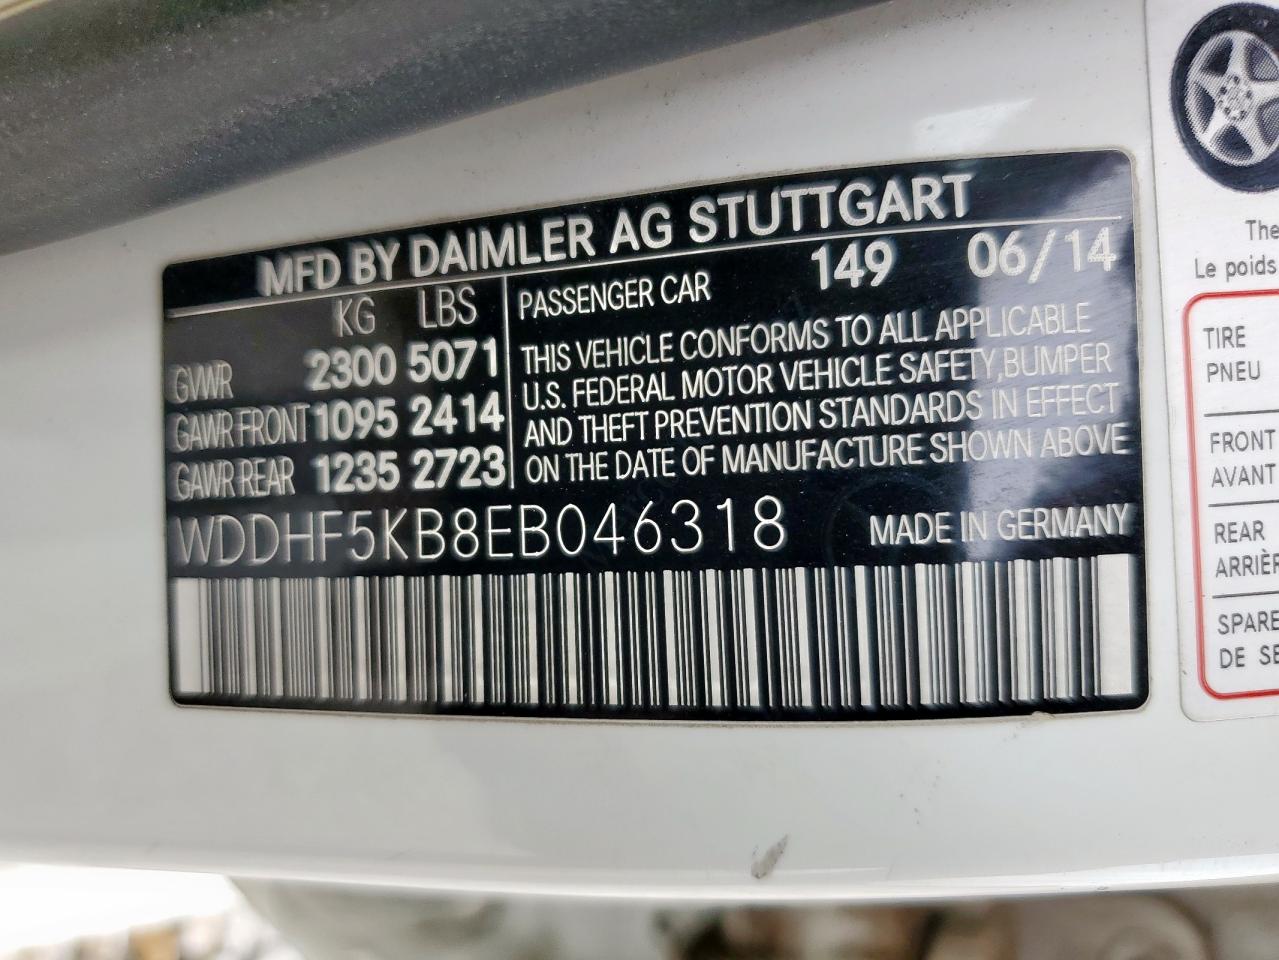 MFD BY DAIMLER AG STUTTGART
KG LBS
GVWR 2300 5071
GAWR FRONT 1095 2414
GAWR REAR 1235 2723
PASSENGER CAR 149 06/14
THIS VEHICLE CONFORMS TO ALL APPLICABLE
U.S. FEDERAL MOTOR VEHICLE SAFETY, BUMPER
AND THEFT PREVENTION STANDARDS IN EFFECT
ON THE DATE OF MANUFACTURE SHOWN ABOVE
WDDHF5KB8EB046318 MADE IN GERMANY
The
Le poids
TIRE
PNEU
FRONT
AVANT
REAR
ARRIÈR
SPARE
DE SE